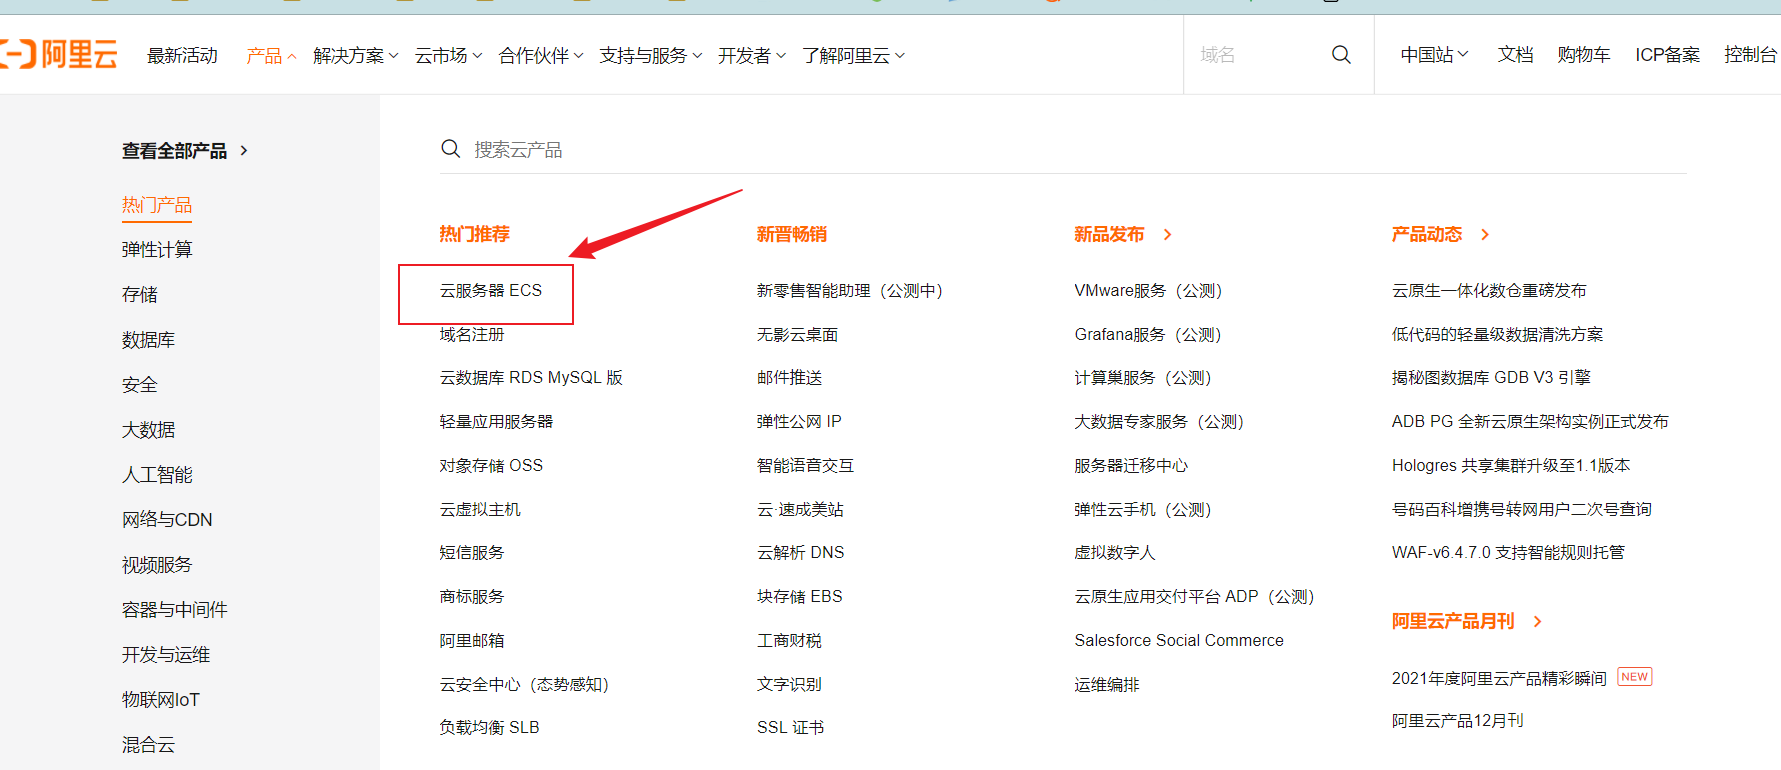 阿里云
最新活动 产品 解决方案 云市场 合作伙伴 支持与服务 开发者 了解阿里云 域名 中国站 文档 购物车 ICP备案 控制台
查看全部产品
热门产品
弹性计算
存储
数据库
安全
大数据
人工智能
网络与CDN
视频服务
容器与中间件
开发与运维
物联网IoT
混合云
搜索云产品
热门推荐
云服务器 ECS
域名注册
云数据库 RDS MySQL 版
轻量应用服务器
对象存储 OSS
云虚拟主机
短信服务
商标服务
阿里邮箱
云安全中心（态势感知）
负载均衡 SLB
新晋畅销
新零售智能助理（公测中）
无影云桌面
邮件推送
弹性公网 IP
智能语音交互
云·速成美站
云解析 DNS
块存储 EBS
工商财税
文字识别
SSL 证书
新品发布
VMware服务（公测）
Grafana服务（公测）
计算巢服务（公测）
大数据专家服务（公测）
服务器迁移中心
弹性云手机（公测）
虚拟数字人
云原生应用交付平台 ADP（公测）
Salesforce Social Commerce
运维编排
产品动态
云原生一体化数仓重磅发布
低代码的轻量级数据清洗方案
揭秘图数据库 GDB V3 引擎
ADB PG 全新云原生架构实例正式发布
Hologres 共享集群升级至1.1版本
号码百科增携号转网用户二次号查询
WAF-v6.4.7.0 支持智能规则托管
阿里云产品月刊
2021年度阿里云产品精彩瞬间 NEW
阿里云产品12月刊